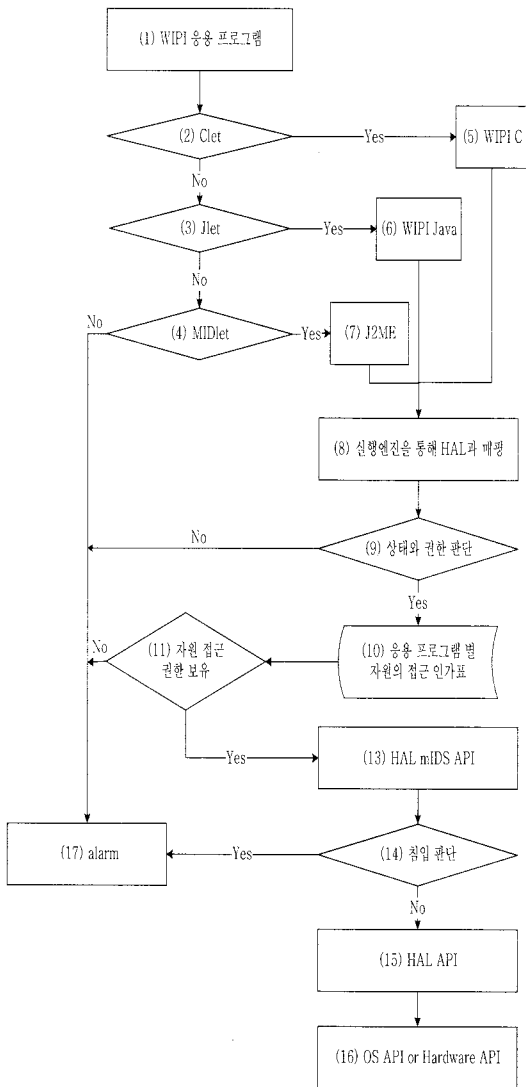 (1) WIPI 응용 프로그램
(2) Clet
Yes
(5) WIPI C
No
(3) Jlet
Yes
(6) WIPI Java
No
No
(4) MIDlet
Yes
(7) J2ME
(8) 실행엔진을 통해 HAL과 매핑
No
(9) 상태와 권한 판단
Yes
No
(11) 자원 접근
권한 보유
(10) 응용 프로그램 별
자원의 접근 인가표
Yes
(13) HAL mIDS API
(17) alarm
Yes
(14) 침입 판단
No
(15) HAL API
(16) OS API or Hardware API